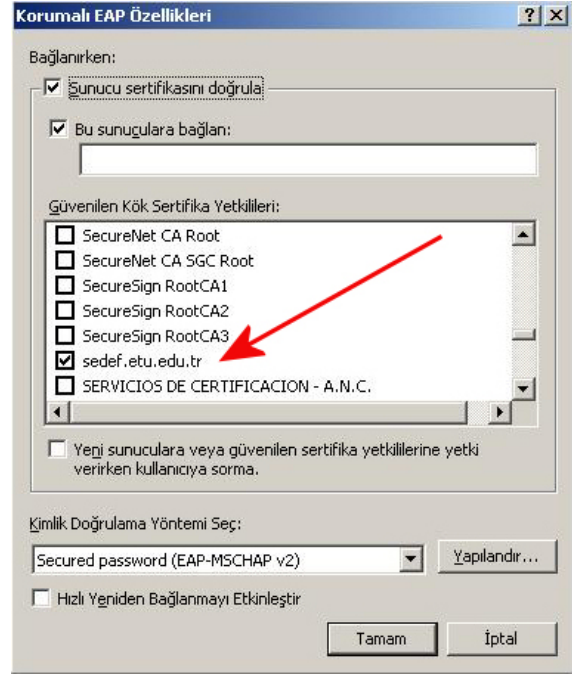 Korumalı EAP Özellikleri
Bağlanırken:
Sunucu sertifikasını doğrula
Bu sunuculara bağlan:
Güvenilen Kök Sertifika Yetkilileri:
SecureNet CA Root
SecureNet CA SGC Root
SecureSign RootCA1
SecureSign RootCA2
SecureSign RootCA3
sedef.etu.edu.tr
SERVICIOS DE CERTIFICACION - A.N.C.
Yeni sunuculara veya güvenilen sertifika yetkililerine yetki
verirken kullanıcıya sorma.
Kimlik Doğrulama Yöntemi Seç:
Secured password (EAP-MSCHAP v2)
Yapılandır...
Hızlı Yeniden Bağlanmayı Etkinleştir
Tamam
İptal